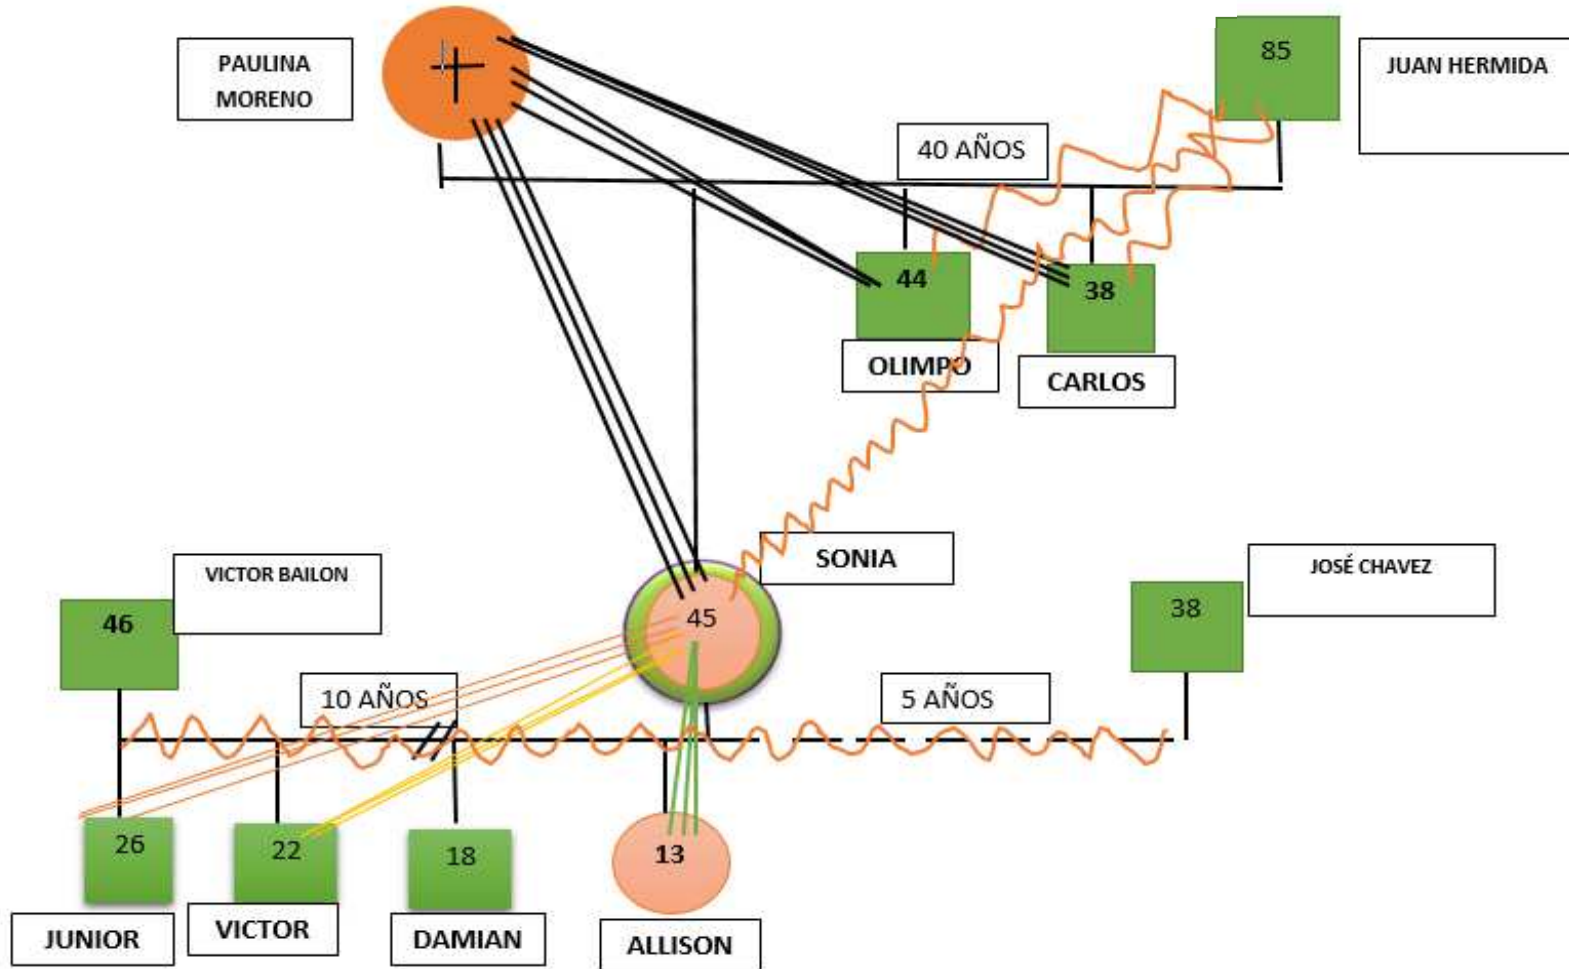 PAULINA
MORENO
85
JUAN HERMIDA
40 AÑOS
44
38
OLIMPO
CARLOS
SONIA
VICTOR BAILON
JOSÉ CHAVEZ
46
45
38
10 AÑOS
5 AÑOS
26
22
18
13
JUNIOR
VICTOR
DAMIAN
ALLISON